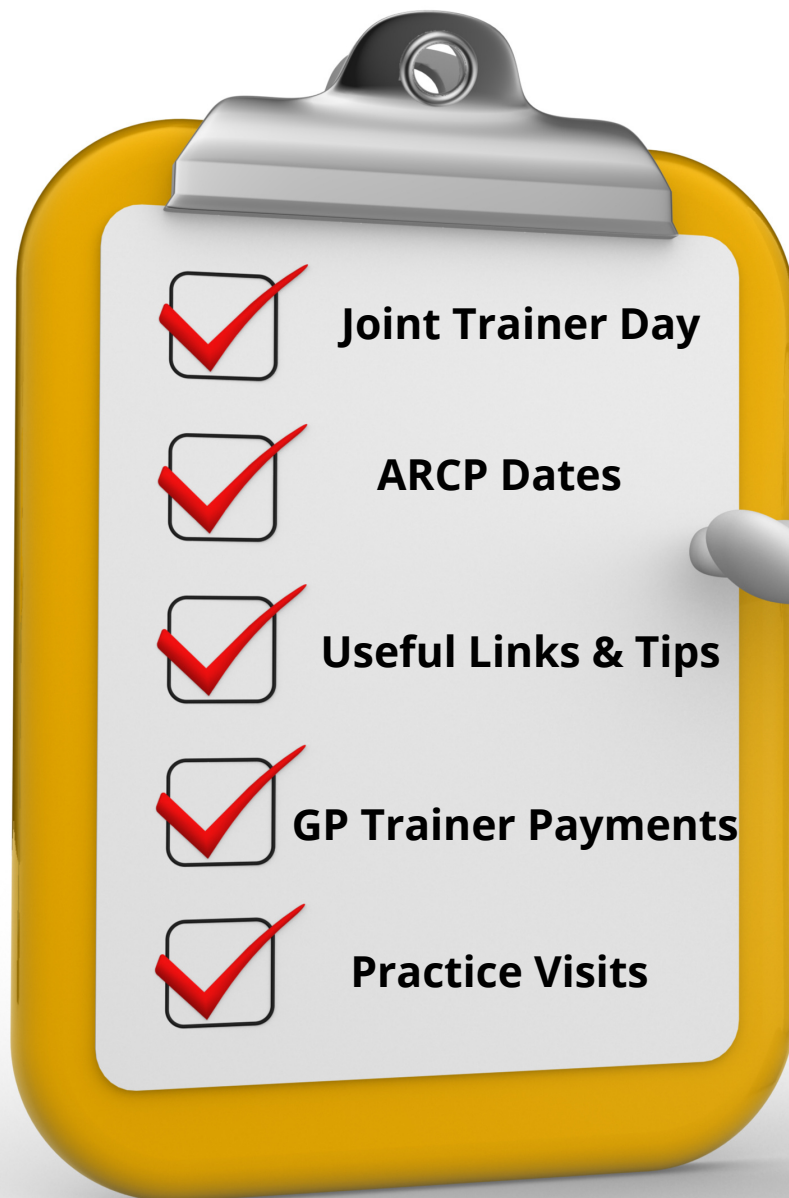 Joint Trainer Day
ARCP Dates
Useful Links & Tips
GP Trainer Payments
Practice Visits